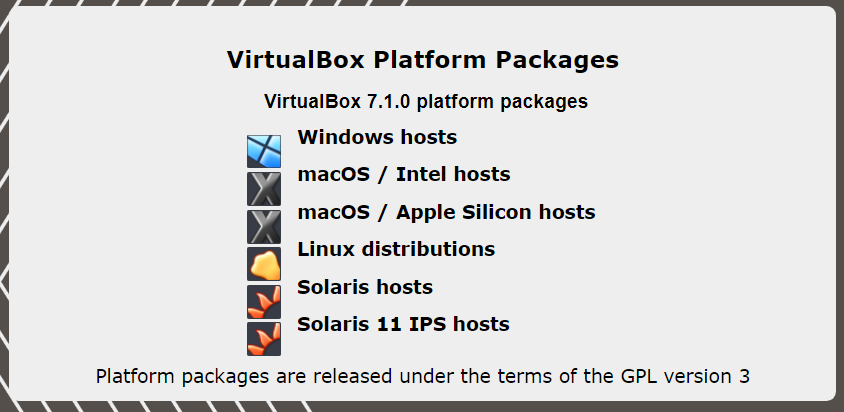 VirtualBox Platform Packages
VirtualBox 7.1.0 platform packages
Windows hosts
macOS / Intel hosts
macOS / Apple Silicon hosts
Linux distributions
Solaris hosts
Solaris 11 IPS hosts
Platform packages are released under the terms of the GPL version 3